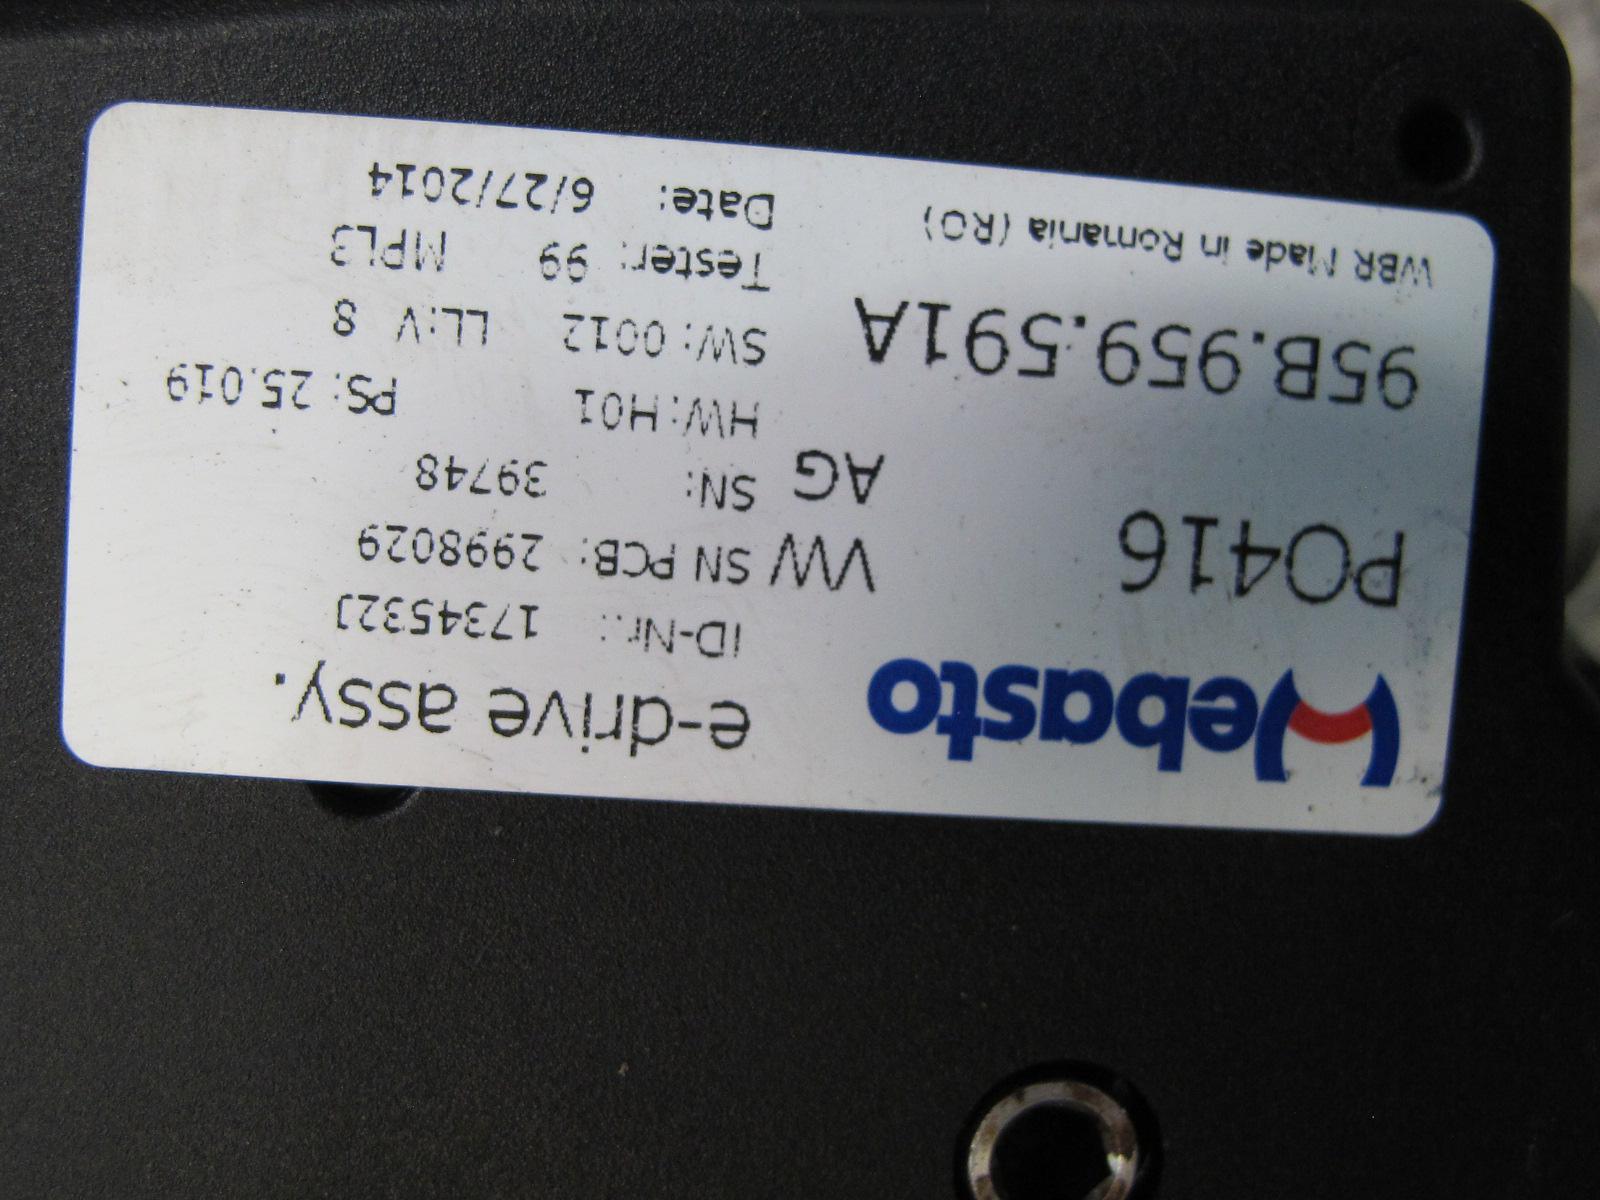 Webasto
e-drive assy.
PO416
VW
AG
95B.959.591A
WBR Made in Romania (RO)
ID-Nr.: 1734532J
SN PCB: 2998029
SN: 39748
HW: H01 PS: 25.019
SW: 0012 LL:V 8
Tester: 99 MPL3
Date: 6/27/2014